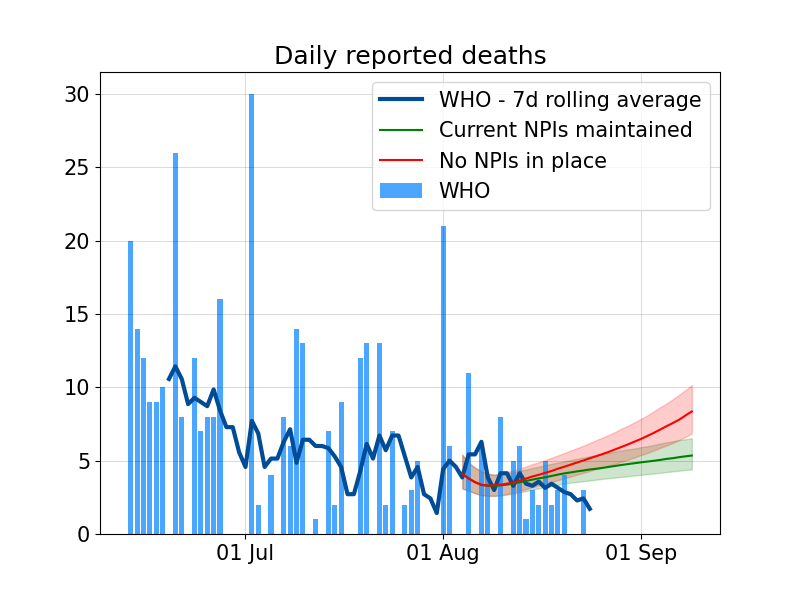 Daily reported deaths
30
25
20
15
10
5
0
01 Jul
01 Aug
01 Sep
WHO - 7d rolling average
Current NPIs maintained
No NPIs in place
WHO